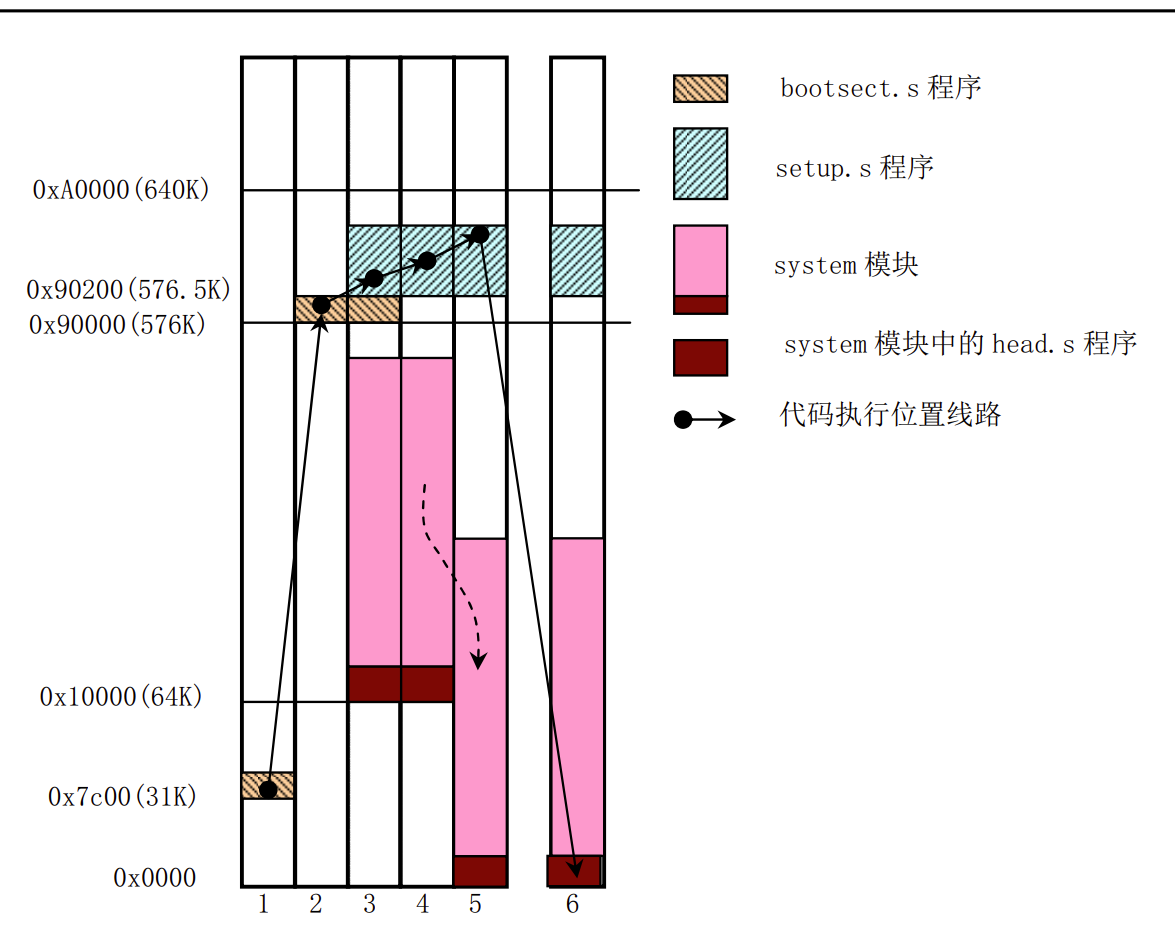 bootsect.s 程序
setup.s 程序
0xA0000(640K)
system 模块
0x90200(576.5K)
0x90000(576K)
system 模块中的 head.s 程序
代码执行位置线路
0x10000(64K)
0x7c00(31K)
0x0000
1 2 3 4 5 6